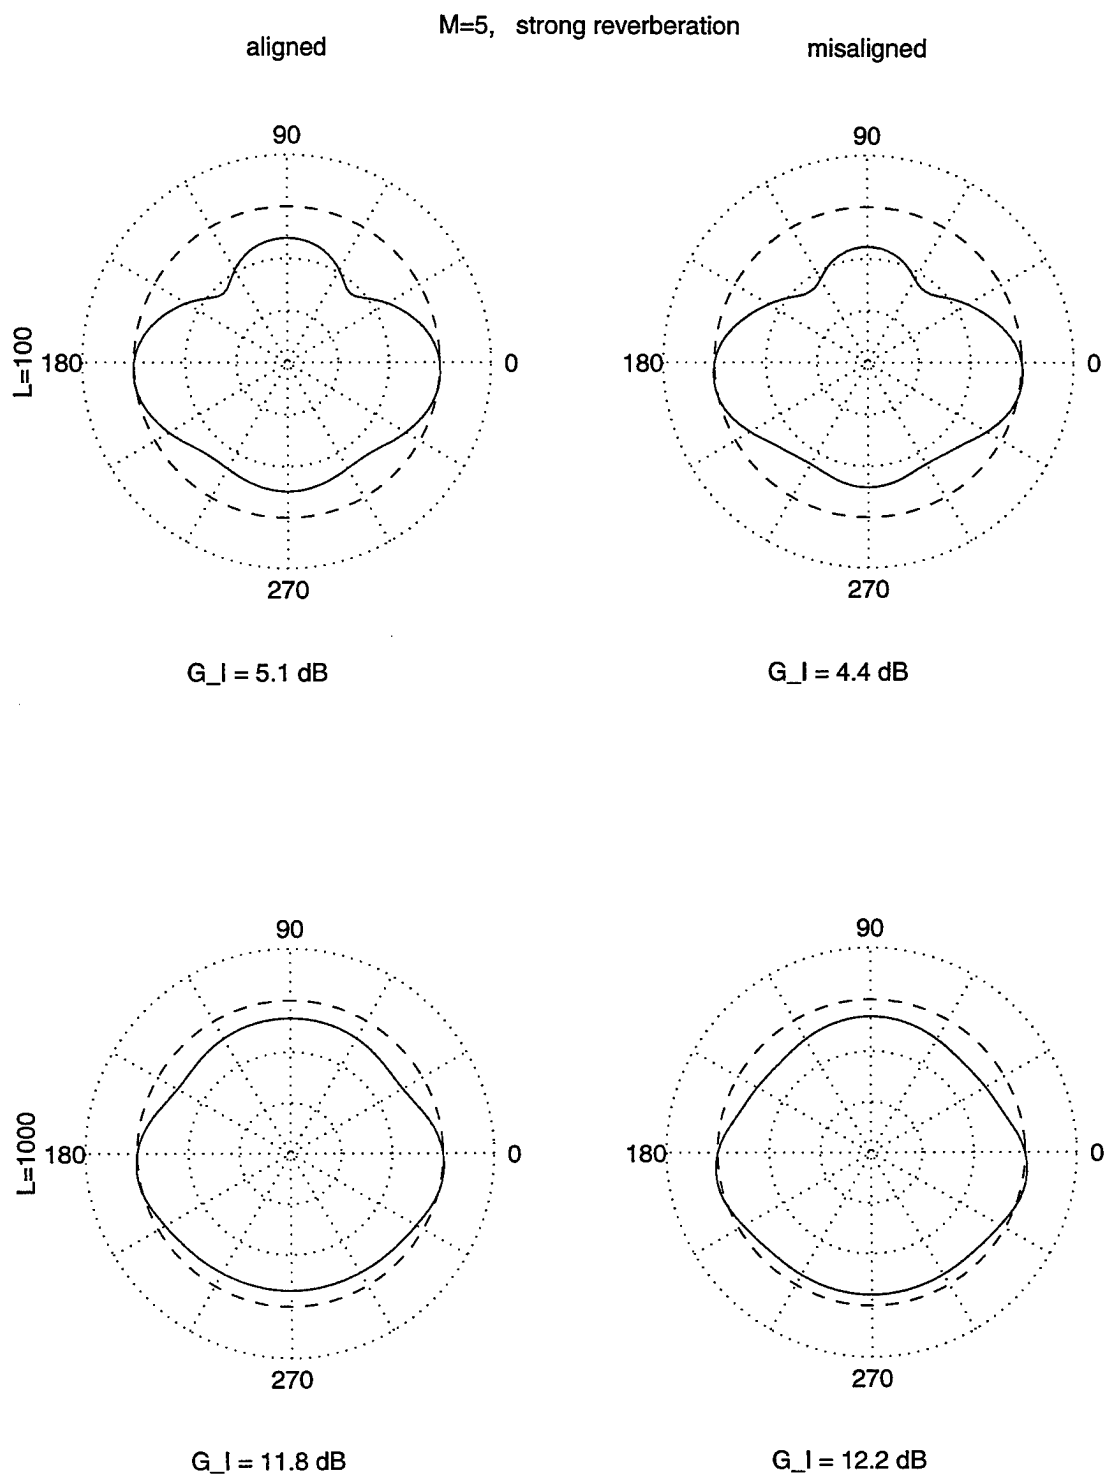 M=5, strong reverberation
aligned
misaligned
90
90
L=100
180
0
180
0
270
270
G_I = 5.1 dB
G_I = 4.4 dB
90
90
L=1000
180
0
180
0
270
270
G_I = 11.8 dB
G_I = 12.2 dB